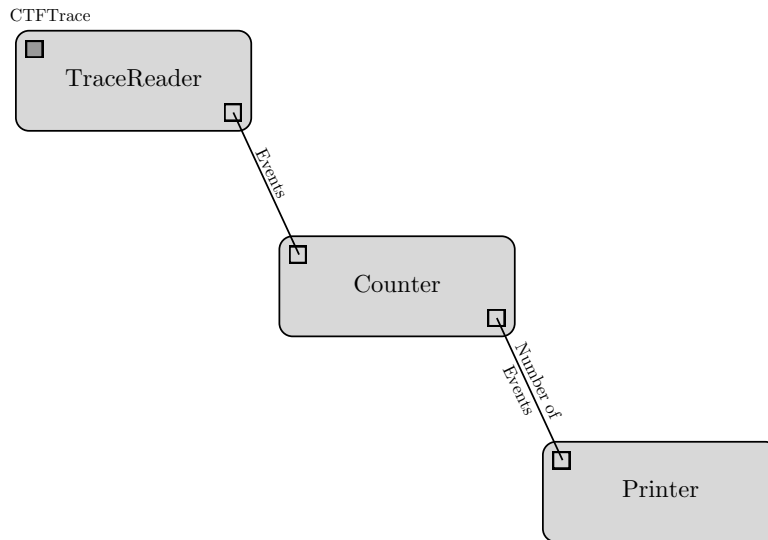 CTFTrace
TraceReader
Events
Counter
Number of
Events
Printer